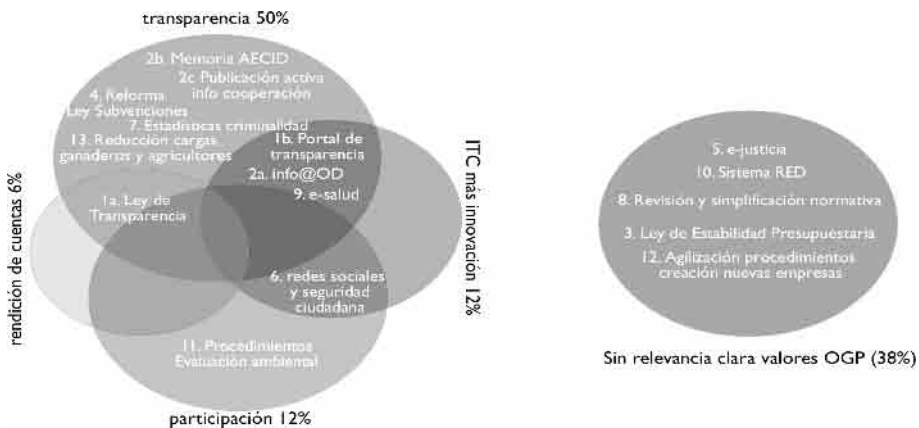 transparencia 50%
2b. Memoria AECID
2c Publicación activa
info cooperación
4. Reforma
Ley Subvenciones
7. Estadísticas criminalidad
13. Reducción cargas
ganaderos y agricultores
1b. Portal de
transparencia
2a. info@OD
9. e-salud
1a. Ley de
Transparencia
6. redes sociales
y seguridad
ciudadana
11. Procedimientos
Evaluación ambiental
participación 12%
rendición de cuentas 6%
ITC más innovación 12%
5. e-justicia
10. Sistema RED
8. Revisión y simplificación normativa
3. Ley de Estabilidad Presupuestaria
12. Agilización procedimientos
creación nuevas empresas
Sin relevancia clara valores OGP (38%)